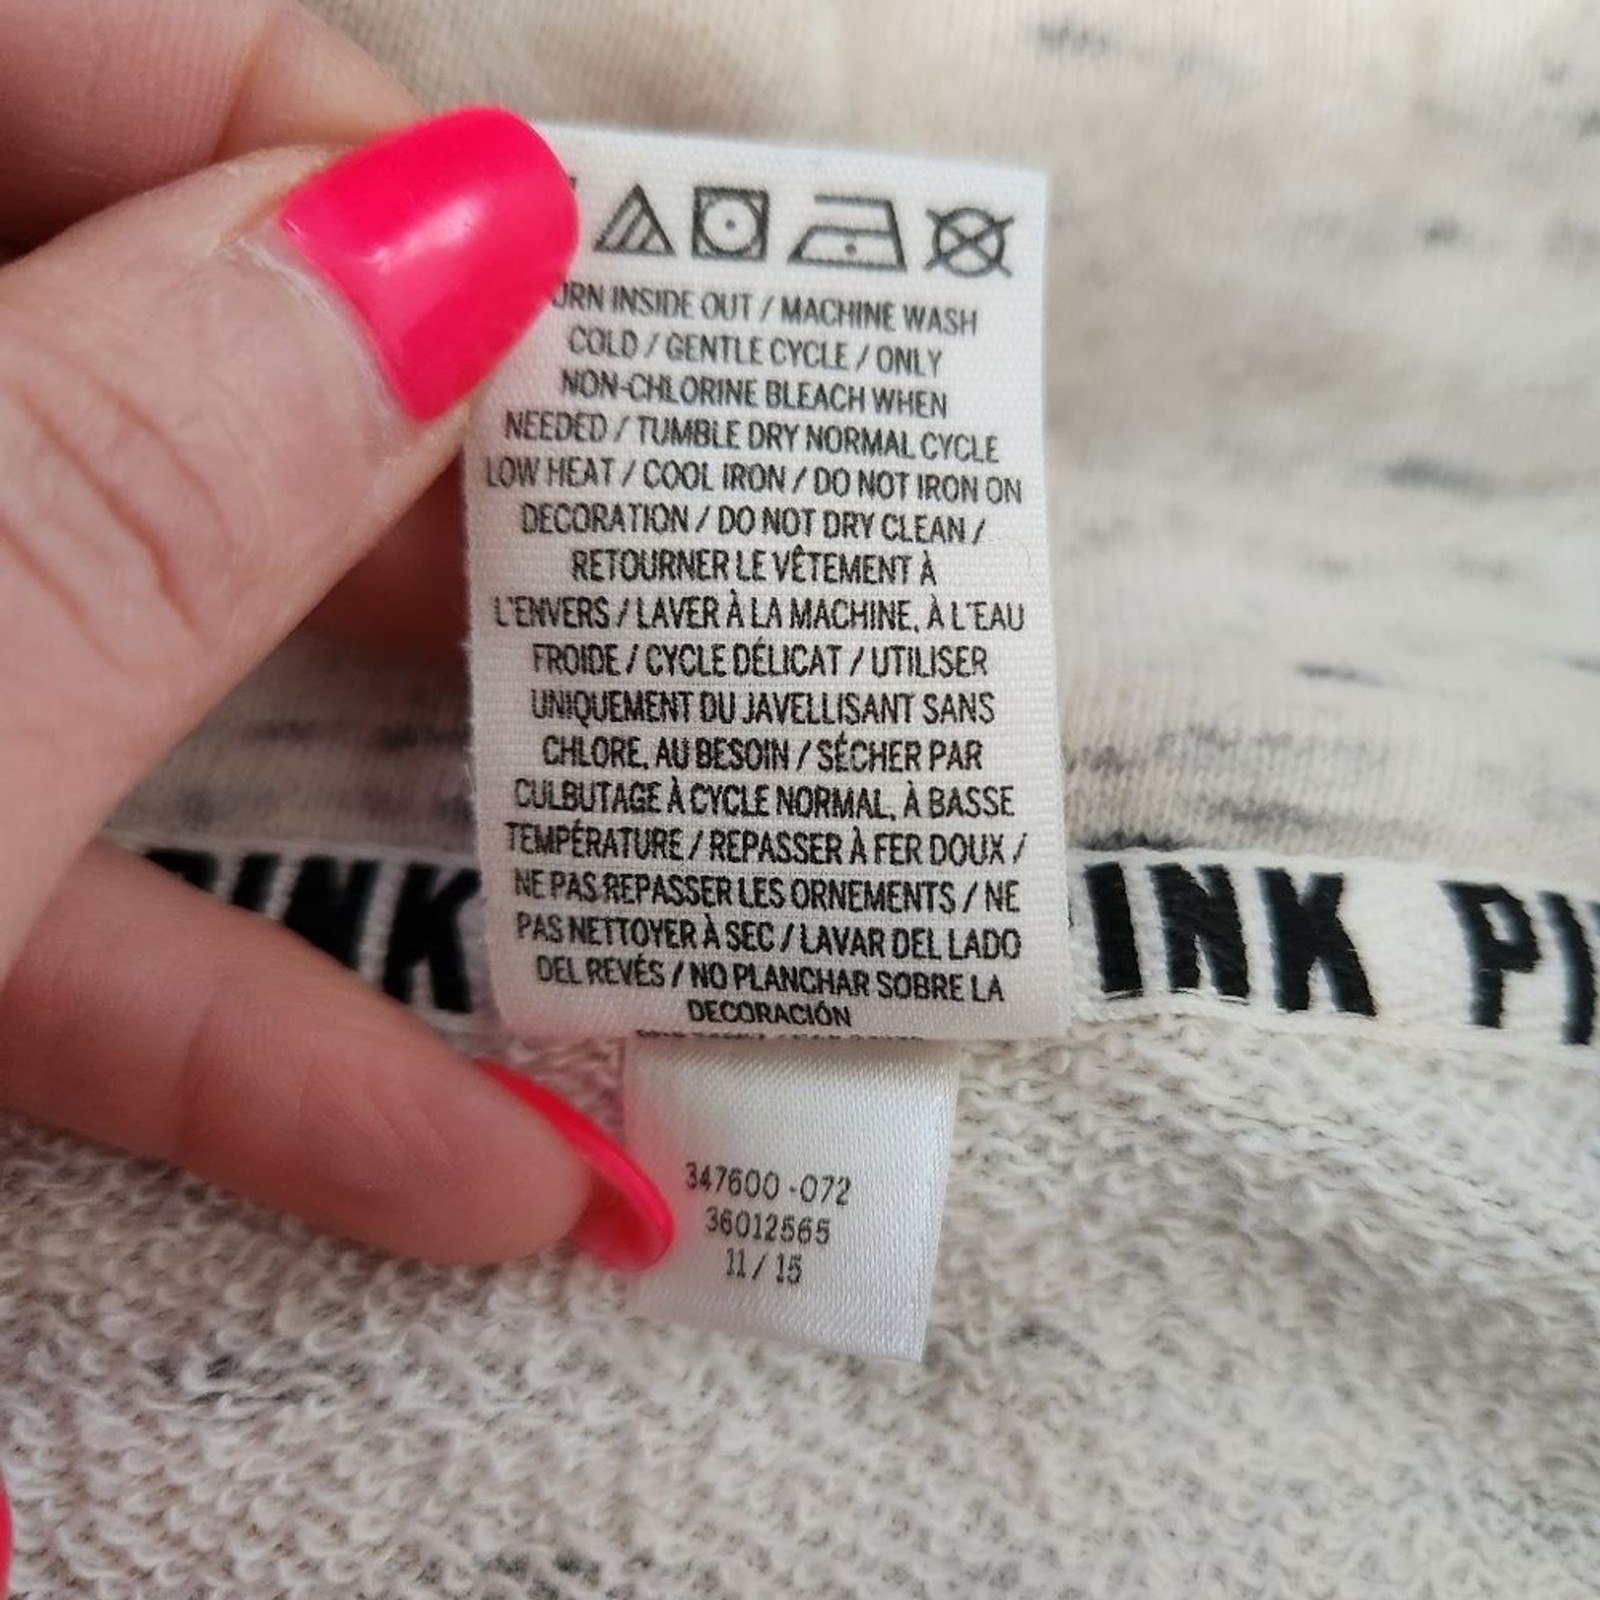 INSIDE OUT / MACHINE WASH
COLD / GENTLE CYCLE / ONLY
NON-CHLORINE BLEACH WHEN
NEEDED / TUMBLE DRY NORMAL CYCLE
LOW HEAT / COOL IRON / DO NOT IRON ON
DECORATION / DO NOT DRY CLEAN /
RETOURNER LE VÊTEMENT À
L'ENVERS / LAVER À LA MACHINE, À L'EAU
FROIDE / CYCLE DÉLICAT / UTILISER
UNIQUEMENT DU JAVELLISANT SANS
CHLORE, AU BESOIN / SÉCHER PAR
CULBUTAGE À CYCLE NORMAL, À BASSE
TEMPÉRATURE / REPASSER À FER DOUX /
NE PAS REPASSER LES ORNEMENTS / NE
PAS NETTOYER À SEC / LAVAR DEL LADO
DEL REVÉS / NO PLANCHAR SOBRE LA
DECORACIÓN
PINK INK PI
347600-072
36012565
11 / 15